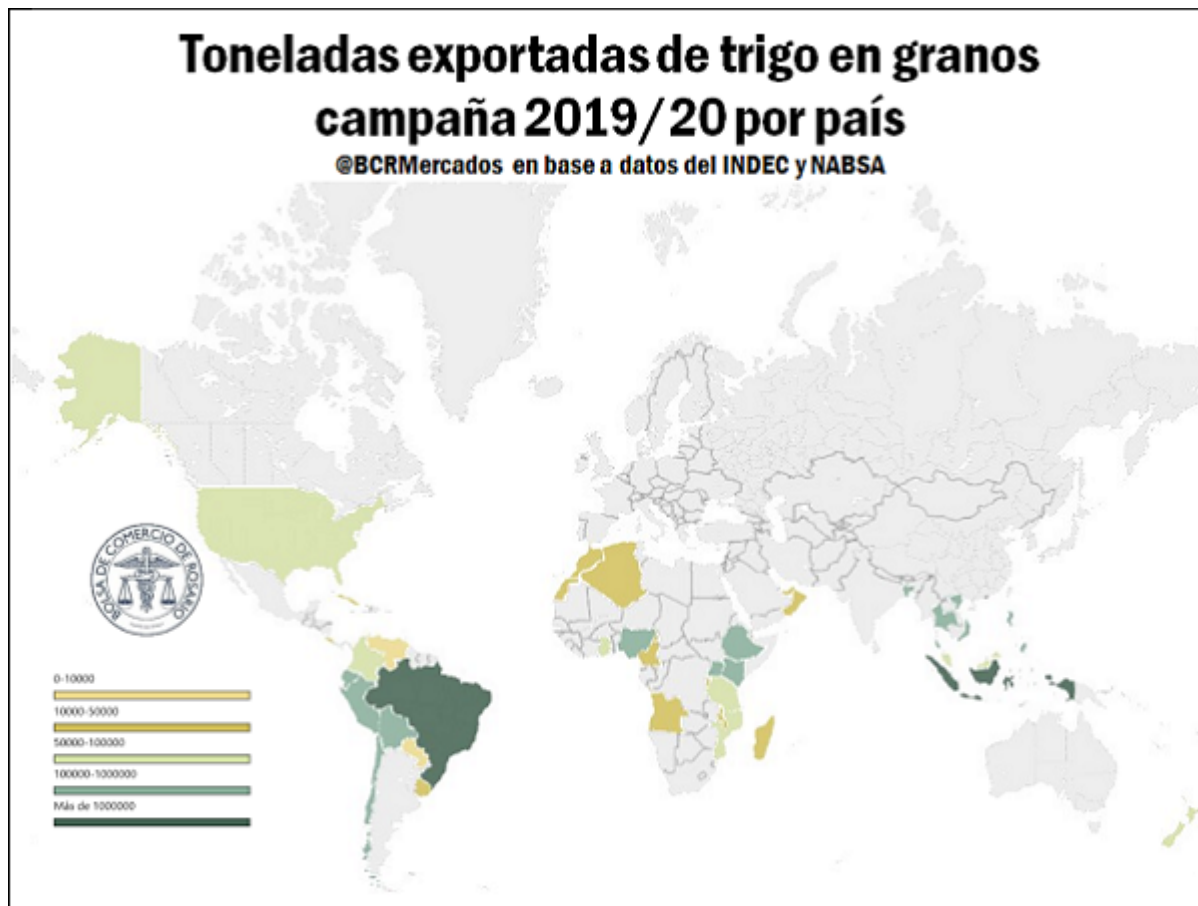 Toneladas exportadas de trigo en granos
campaña 2019/20 por país
@BCRMercados en base a datos del INDEC y NABSA
BOLSA DE COMERCIO DE ROSARIO
0-10000
10000-50000
50000-100000
100000-1000000
Más de 1000000